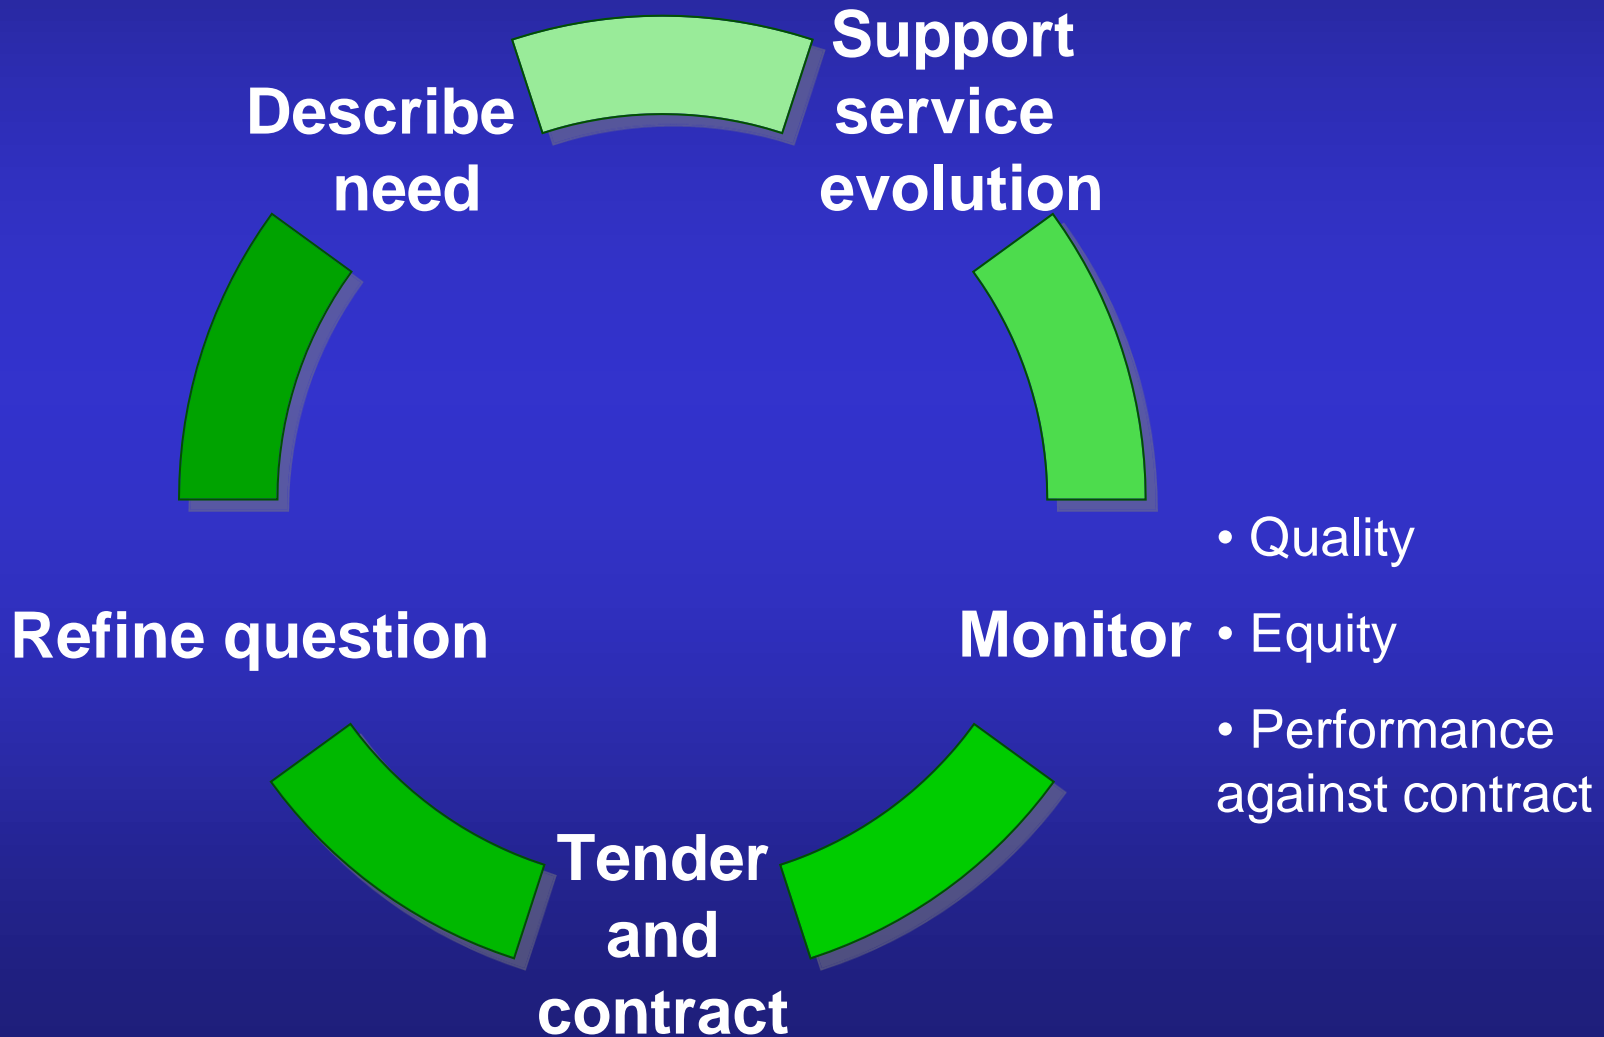 Support
service
evolution
Describe
need
Refine question
Monitor
• Quality
• Equity
• Performance
against contract
Tender
and
contract